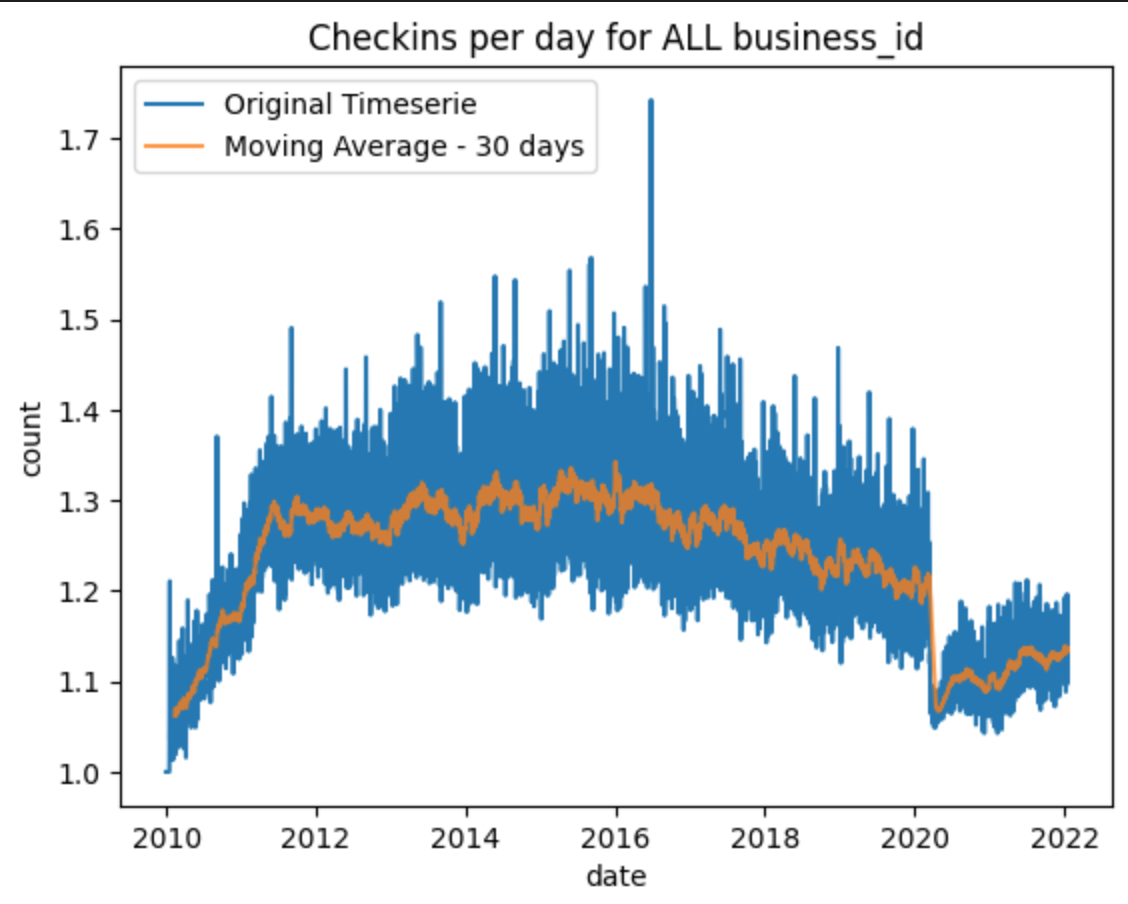 Checkins per day for ALL business_id
Original Timeserie
Moving Average - 30 days
1.7
1.6
1.5
1.4
1.3
1.2
1.1
1.0
count
2010 2012 2014 2016 2018 2020 2022
date